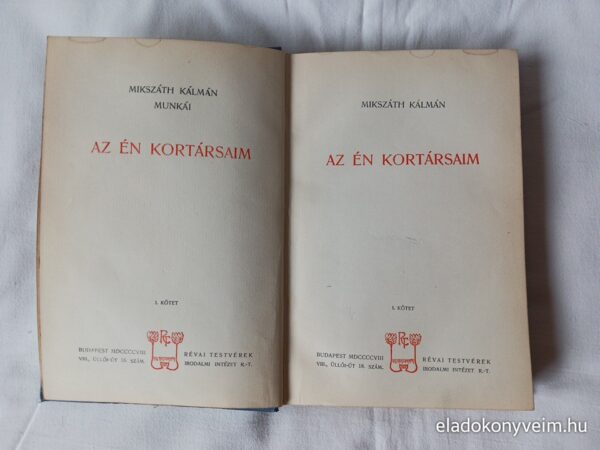 MIKSZÁTH KÁLMÁN
MUNKÁI
AZ ÉN KORTÁRSAIM
I. KÖTET
BUDAPEST MDCCCCVIII
VIII., ÜLLŐI-ÚT 18. SZÁM.
RÉVAI TESTVÉREK
IRODALMI INTÉZET R.-T.
MIKSZÁTH KÁLMÁN
AZ ÉN KORTÁRSAIM
I. KÖTET
BUDAPEST MDCCCCVIII
VIII., ÜLLŐI-ÚT 18. SZÁM.
RÉVAI TESTVÉREK
IRODALMI INTÉZET R.-T.
eladokonyveim.hu